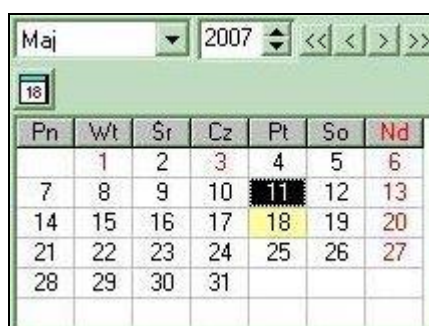 Maj 2007 << < > >>
18
Pn Wt Śr Cz Pt So Nd
1 2 3 4 5 6
7 8 9 10 11 12 13
14 15 16 17 18 19 20
21 22 23 24 25 26 27
28 29 30 31